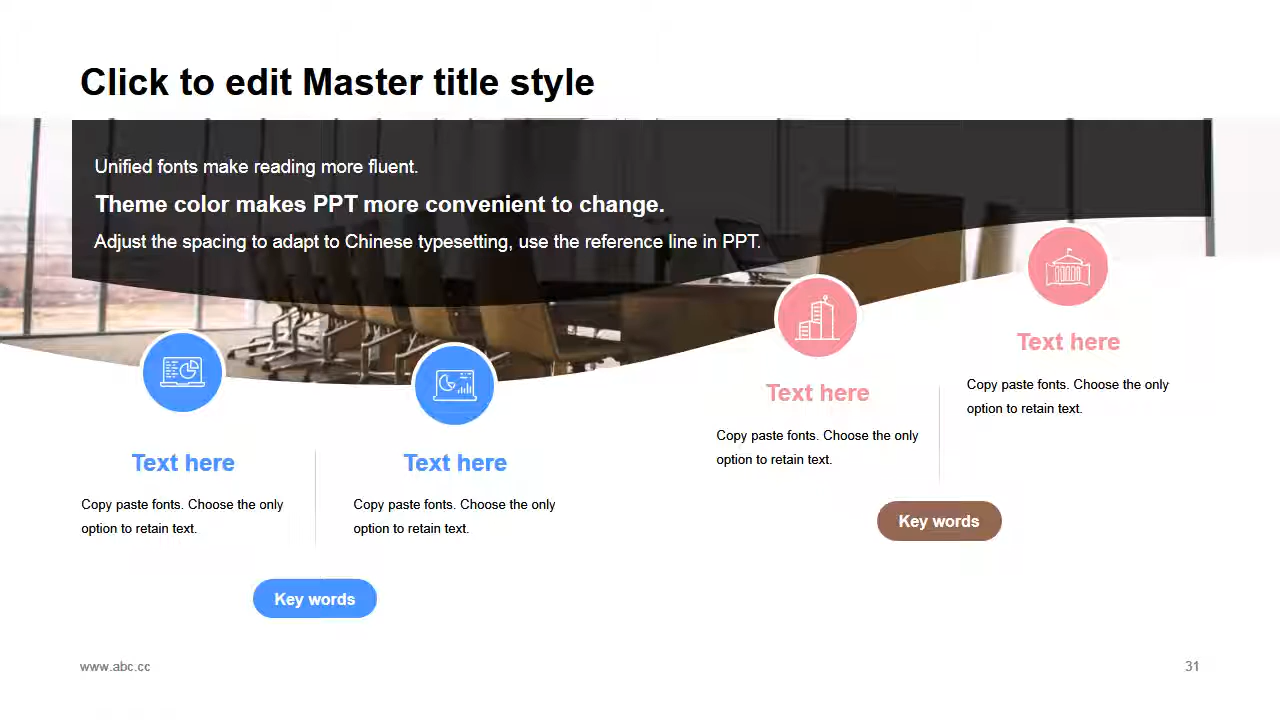 Click to edit Master title style
Unified fonts make reading more fluent.
Theme color makes PPT more convenient to change.
Adjust the spacing to adapt to Chinese typesetting, use the reference line in PPT.
Text here
Copy paste fonts. Choose the only
option to retain text.
Text here
Copy paste fonts. Choose the only
option to retain text.
Key words
Text here
Copy paste fonts. Choose the only
option to retain text.
Text here
Copy paste fonts. Choose the only
option to retain text.
Key words
www.abc.cc
31